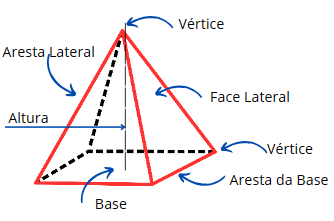 Vértice
Aresta Lateral
Face Lateral
Altura
Vértice
Aresta da Base
Base